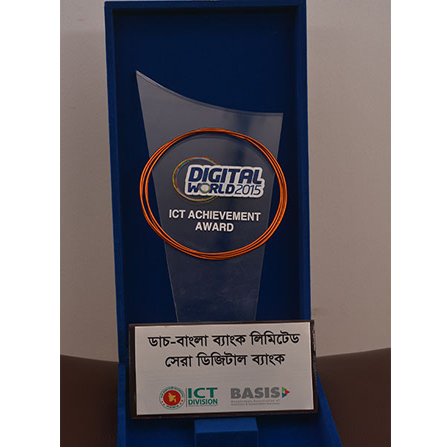 DIGITAL
WORLD2015
ICT ACHIEVEMENT
AWARD
ডাচ-বাংলা ব্যাংক লিমিটেড
সেরা ডিজিটাল ব্যাংক
ICT
DIVISION
BASIS